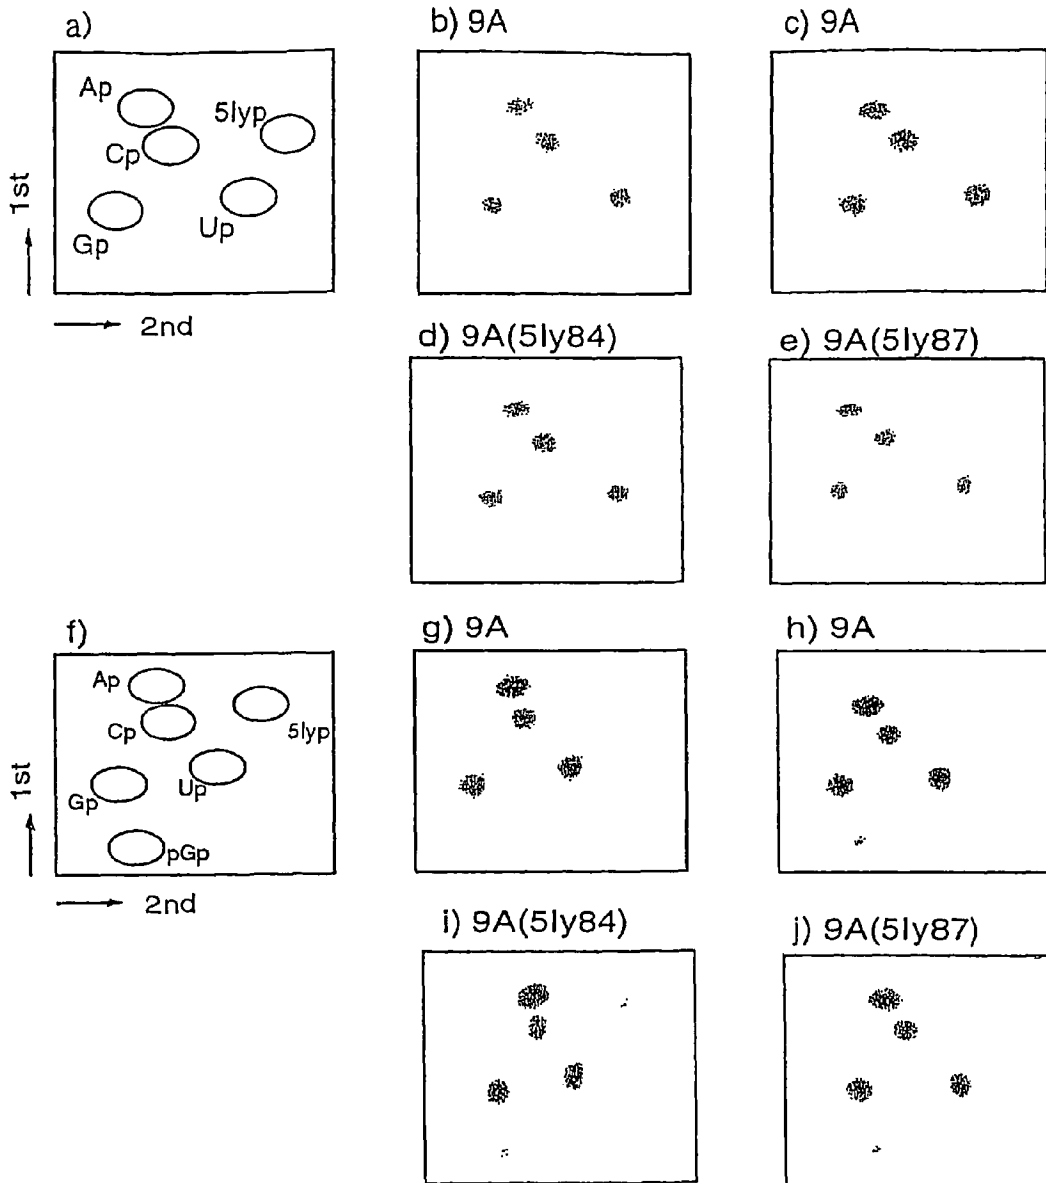 a)
b) 9A
c) 9A
Ap
5lyp
Cp
Gp
Up
1st
2nd
d) 9A(5ly84)
e) 9A(5ly87)
f)
g) 9A
h) 9A
Ap
5lyp
Cp
Up
Gp
pGp
1st
2nd
i) 9A(5ly84)
j) 9A(5ly87)